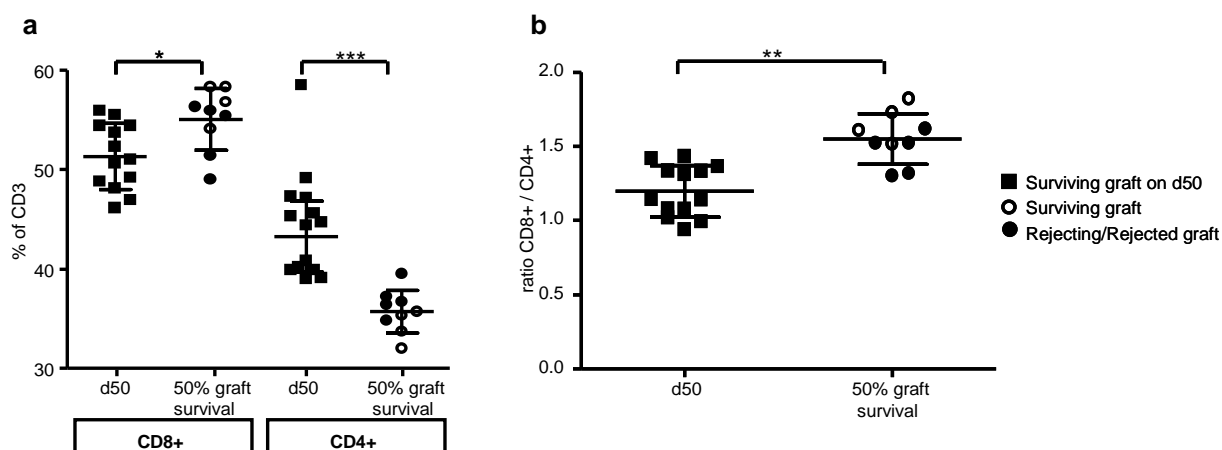 a
*
***
60
50
40
30
% of CD3
d50
50% graft
survival
d50
50% graft
survival
CD8+
CD4+
b
**
2.0
1.5
1.0
0.5
0.0
ratio CD8+ / CD4+
d50
50% graft
survival
Surviving graft on d50
Surviving graft
Rejecting/Rejected graft